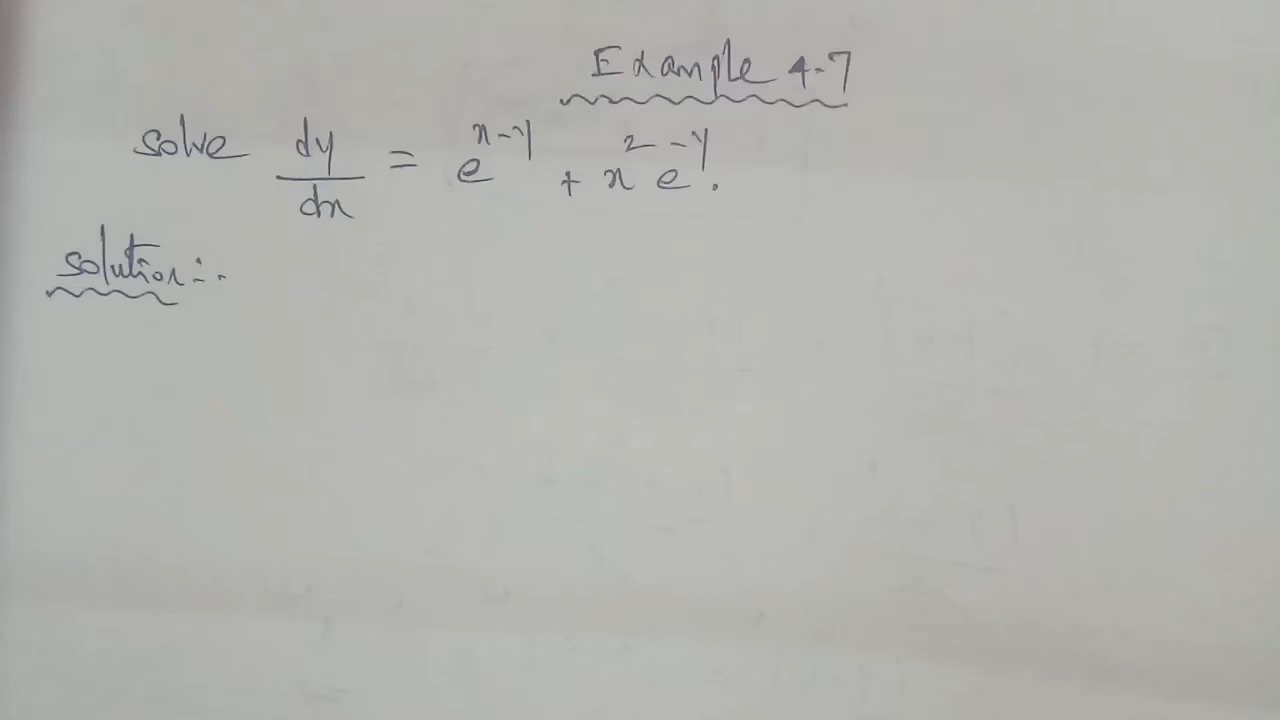 Example 4.7
solve dy/dx = e^{x-y} + x^2 e^{-y}.
solution:-